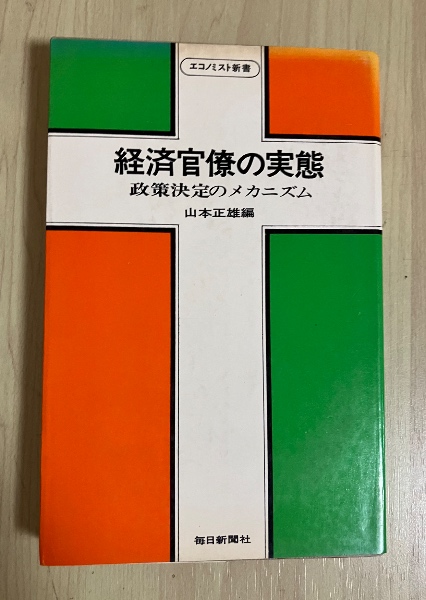 エコノミスト新書
経済官僚の実態
政策決定のメカニズム
山本正雄編
毎日新聞社